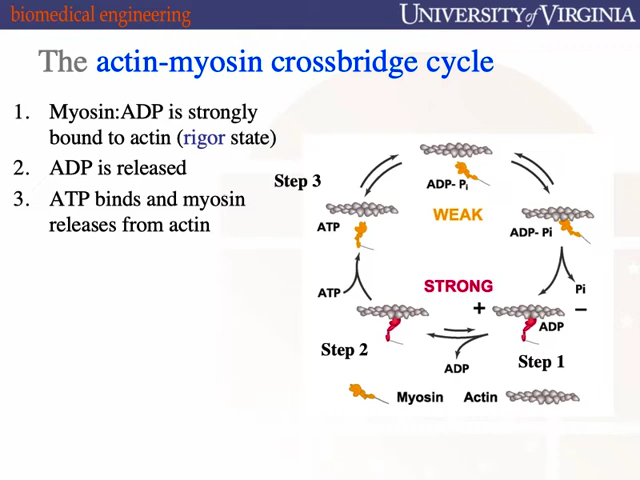 biomedical engineering
UNIVERSITY of VIRGINIA
The actin-myosin crossbridge cycle
1. Myosin:ADP is strongly
bound to actin (rigor state)
2. ADP is released
3. ATP binds and myosin
releases from actin
Step 3
ADP- Pi
ATP
WEAK
ADP- Pi
ATP
STRONG
Pi
+
–
ADP
Step 2
ADP
Step 1
Myosin Actin